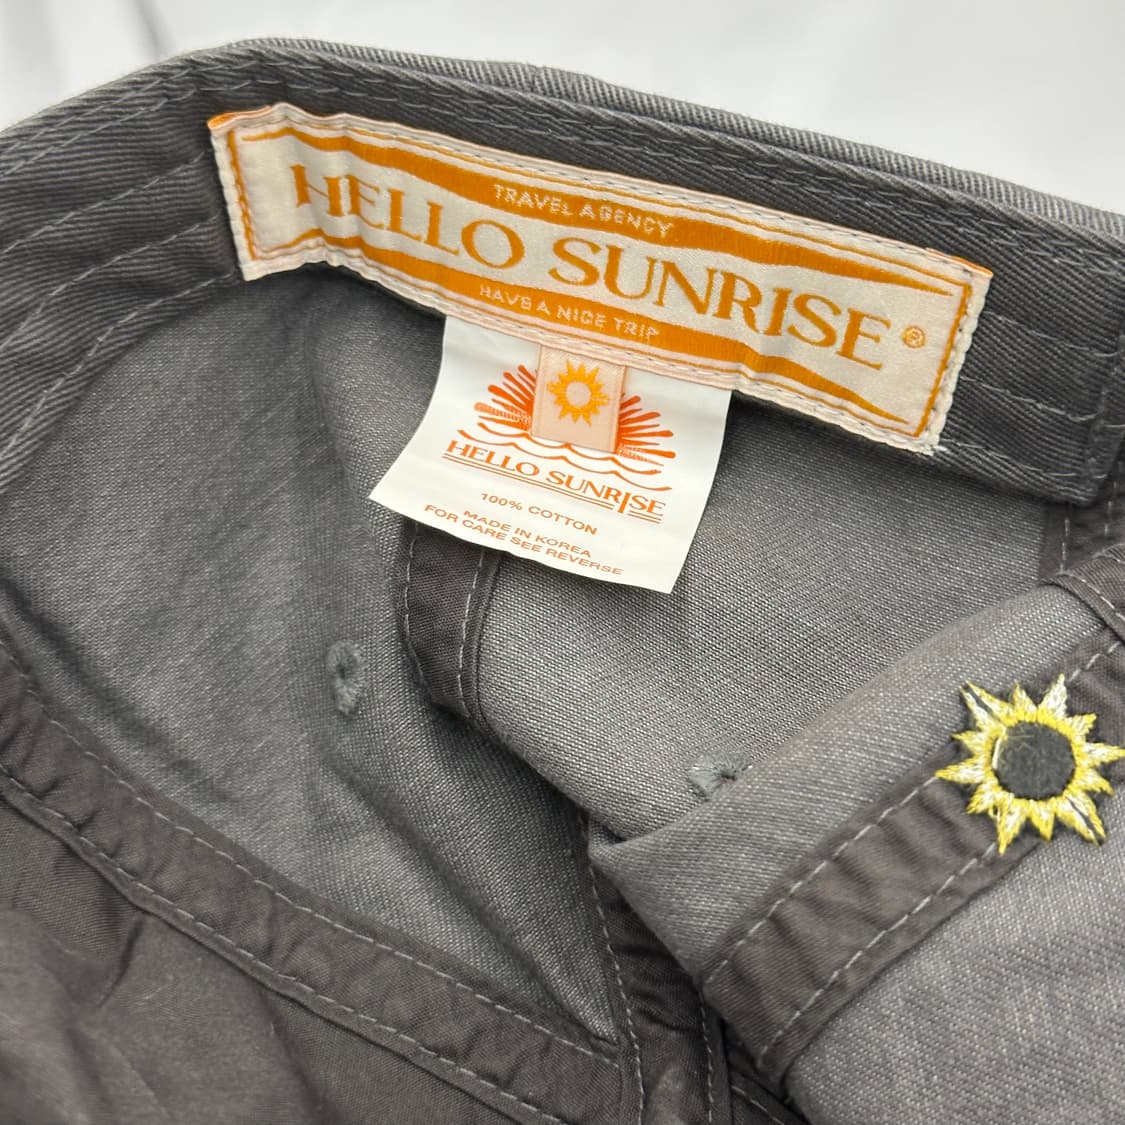 TRAVEL AGENCY
HELLO SUNRISE ®
HAVE A NICE TRIP
HELLO SUNRISE
100% COTTON
MADE IN KOREA
FOR CARE SEE REVERSE